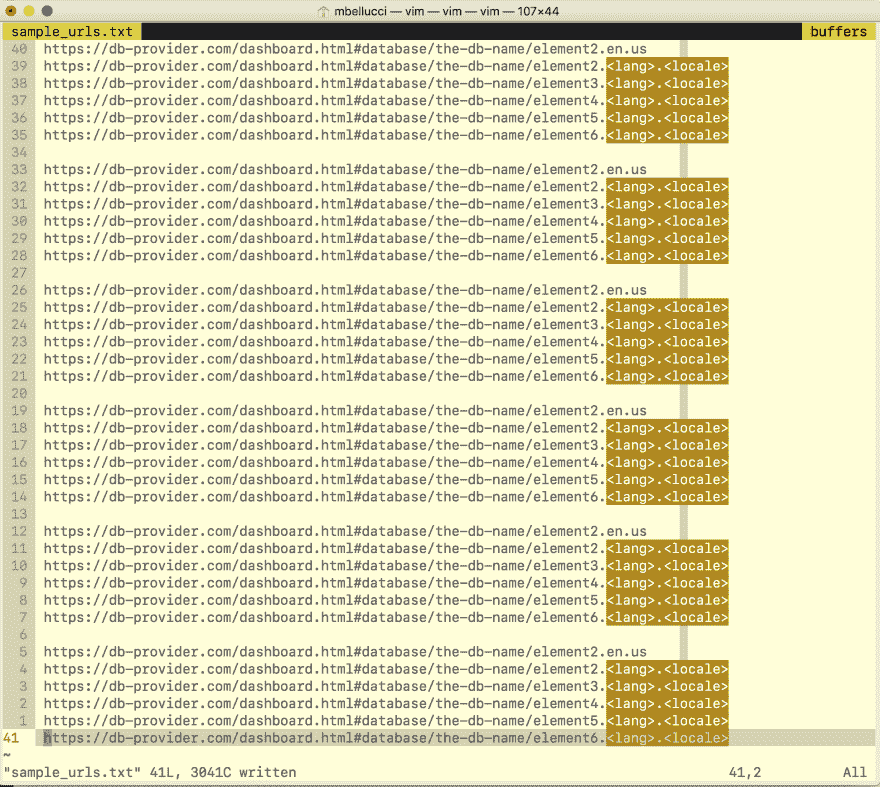 mbellucci — vim — vim — vim — 107×44
sample_urls.txt buffers
40 https://db-provider.com/dashboard.html#database/the-db-name/element2.en.us
39 https://db-provider.com/dashboard.html#database/the-db-name/element2.<lang>.<locale>
38 https://db-provider.com/dashboard.html#database/the-db-name/element3.<lang>.<locale>
37 https://db-provider.com/dashboard.html#database/the-db-name/element4.<lang>.<locale>
36 https://db-provider.com/dashboard.html#database/the-db-name/element5.<lang>.<locale>
35 https://db-provider.com/dashboard.html#database/the-db-name/element6.<lang>.<locale>
34
33 https://db-provider.com/dashboard.html#database/the-db-name/element2.en.us
32 https://db-provider.com/dashboard.html#database/the-db-name/element2.<lang>.<locale>
31 https://db-provider.com/dashboard.html#database/the-db-name/element3.<lang>.<locale>
30 https://db-provider.com/dashboard.html#database/the-db-name/element4.<lang>.<locale>
29 https://db-provider.com/dashboard.html#database/the-db-name/element5.<lang>.<locale>
28 https://db-provider.com/dashboard.html#database/the-db-name/element6.<lang>.<locale>
27
26 https://db-provider.com/dashboard.html#database/the-db-name/element2.en.us
25 https://db-provider.com/dashboard.html#database/the-db-name/element2.<lang>.<locale>
24 https://db-provider.com/dashboard.html#database/the-db-name/element3.<lang>.<locale>
23 https://db-provider.com/dashboard.html#database/the-db-name/element4.<lang>.<locale>
22 https://db-provider.com/dashboard.html#database/the-db-name/element5.<lang>.<locale>
21 https://db-provider.com/dashboard.html#database/the-db-name/element6.<lang>.<locale>
20
19 https://db-provider.com/dashboard.html#database/the-db-name/element2.en.us
18 https://db-provider.com/dashboard.html#database/the-db-name/element2.<lang>.<locale>
17 https://db-provider.com/dashboard.html#database/the-db-name/element3.<lang>.<locale>
16 https://db-provider.com/dashboard.html#database/the-db-name/element4.<lang>.<locale>
15 https://db-provider.com/dashboard.html#database/the-db-name/element5.<lang>.<locale>
14 https://db-provider.com/dashboard.html#database/the-db-name/element6.<lang>.<locale>
13
12 https://db-provider.com/dashboard.html#database/the-db-name/element2.en.us
11 https://db-provider.com/dashboard.html#database/the-db-name/element2.<lang>.<locale>
10 https://db-provider.com/dashboard.html#database/the-db-name/element3.<lang>.<locale>
9 https://db-provider.com/dashboard.html#database/the-db-name/element4.<lang>.<locale>
8 https://db-provider.com/dashboard.html#database/the-db-name/element5.<lang>.<locale>
7 https://db-provider.com/dashboard.html#database/the-db-name/element6.<lang>.<locale>
6
5 https://db-provider.com/dashboard.html#database/the-db-name/element2.en.us
4 https://db-provider.com/dashboard.html#database/the-db-name/element2.<lang>.<locale>
3 https://db-provider.com/dashboard.html#database/the-db-name/element3.<lang>.<locale>
2 https://db-provider.com/dashboard.html#database/the-db-name/element4.<lang>.<locale>
1 https://db-provider.com/dashboard.html#database/the-db-name/element5.<lang>.<locale>
41 https://db-provider.com/dashboard.html#database/the-db-name/element6.<lang>.<locale>
~
"sample_urls.txt" 41L, 3041C written 41,2 All